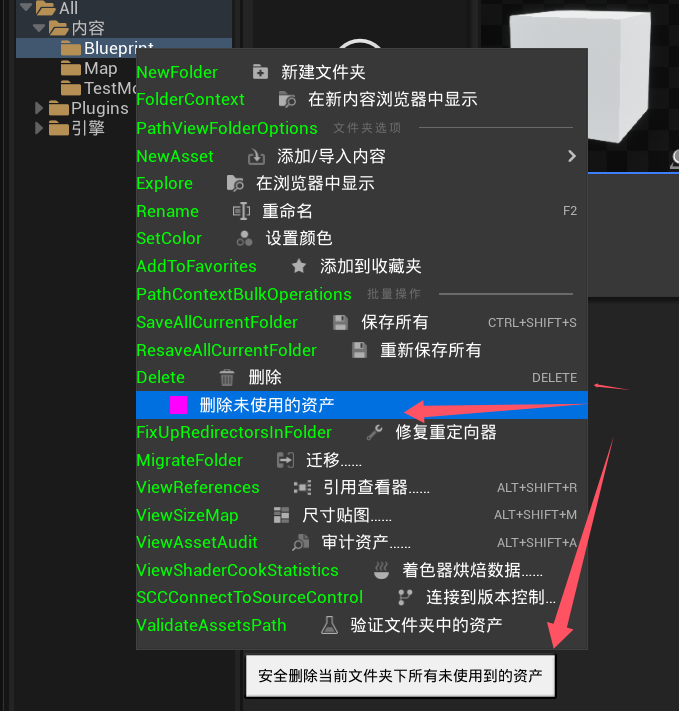 All
内容
Blueprint
Map
TestMo
Plugins
引擎
NewFolder 新建文件夹
FolderContext 在新内容浏览器中显示
PathViewFolderOptions 文件夹选项
NewAsset 添加/导入内容
Explore 在浏览器中显示
Rename 重命名 F2
SetColor 设置颜色
AddToFavorites 添加到收藏夹
PathContextBulkOperations 批量操作
SaveAllCurrentFolder 保存所有 CTRL+SHIFT+S
ResaveAllCurrentFolder 重新保存所有
Delete 删除 DELETE
删除未使用的资产
FixUpRedirectorsInFolder 修复重定向器
MigrateFolder 迁移……
ViewReferences 引用查看器…… ALT+SHIFT+R
ViewSizeMap 尺寸贴图…… ALT+SHIFT+M
ViewAssetAudit 审计资产…… ALT+SHIFT+A
ViewShaderCookStatistics 着色器烘焙数据……
SCCConnectToSourceControl 连接到版本控制…
ValidateAssetsPath 验证文件夹中的资产
安全删除当前文件夹下所有未使用到的资产